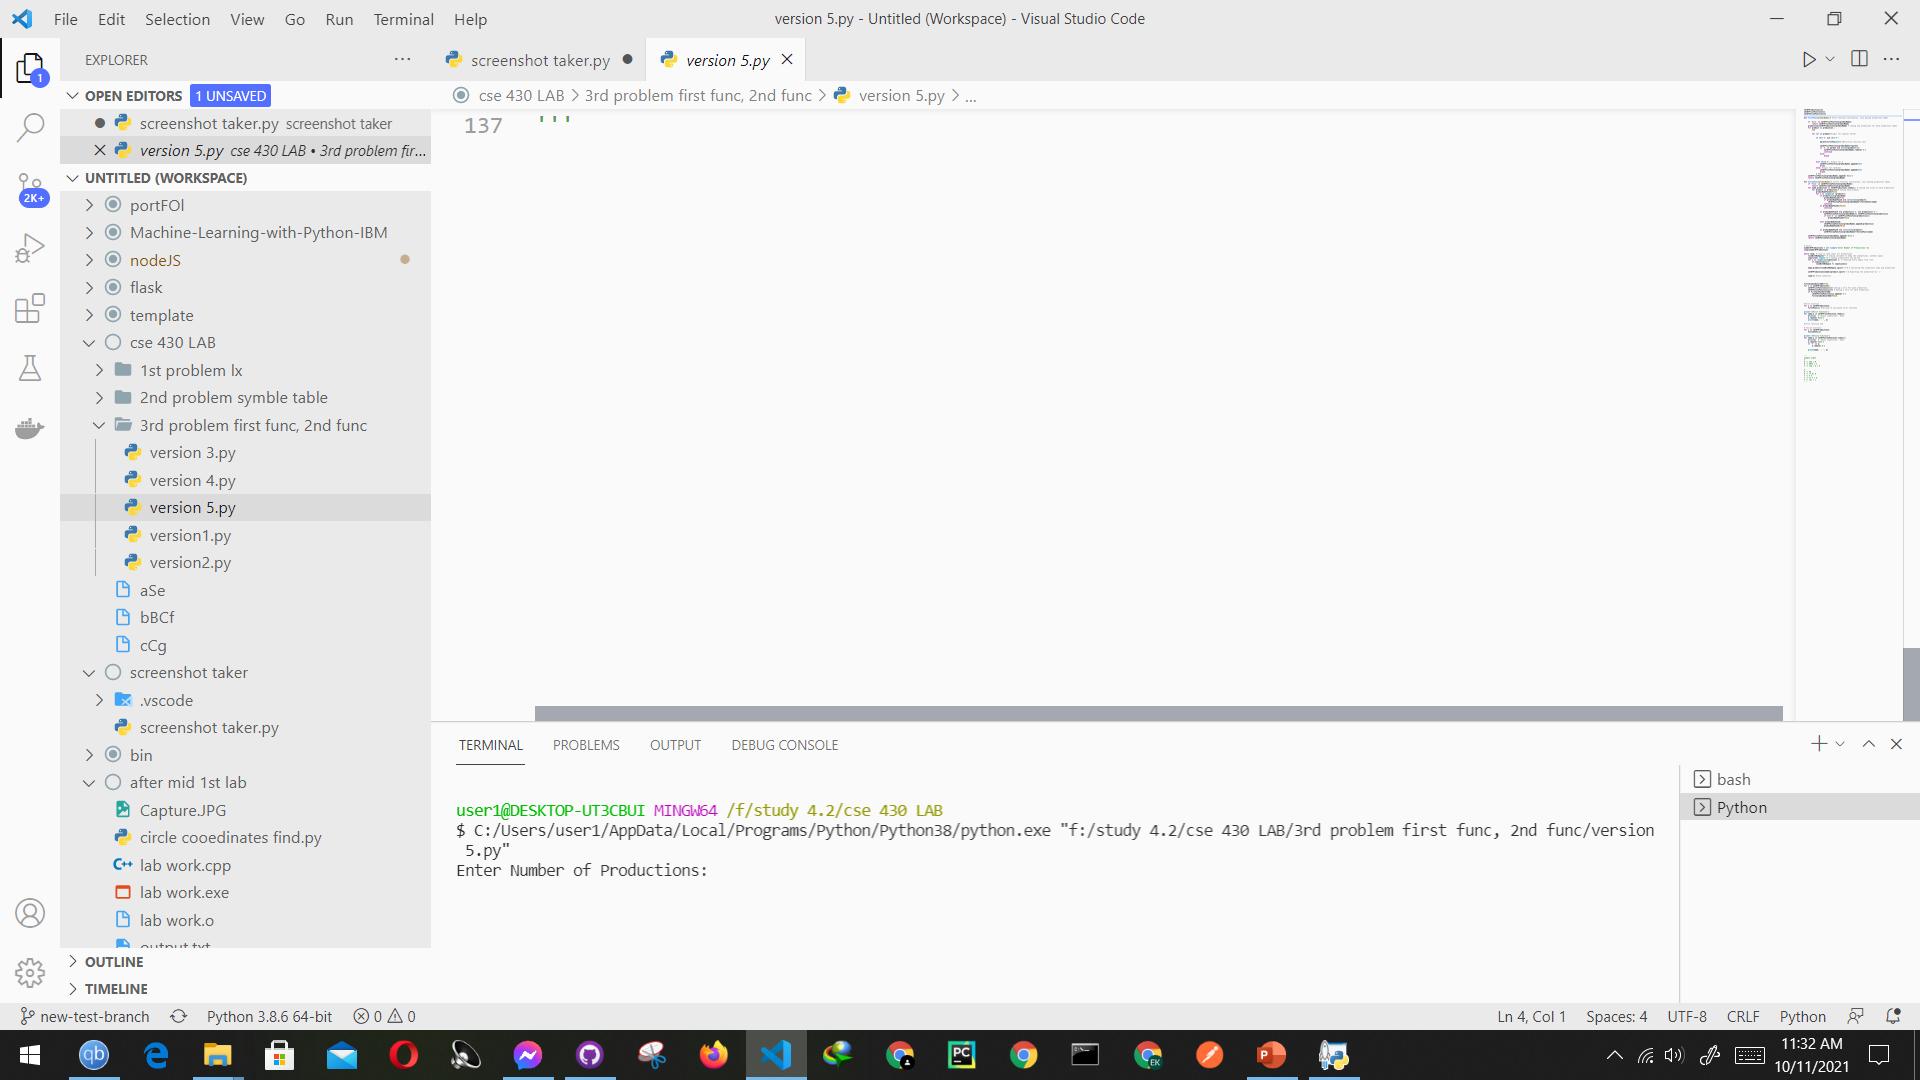 File Edit Selection View Go Run Terminal Help
version 5.py - Untitled (Workspace) - Visual Studio Code
EXPLORER
screenshot taker.py
version 5.py
OPEN EDITORS 1 UNSAVED
screenshot taker.py screenshot taker
version 5.py cse 430 LAB • 3rd problem fir...
UNTITLED (WORKSPACE)
portFOl
Machine-Learning-with-Python-IBM
nodeJS
flask
template
cse 430 LAB
1st problem lx
2nd problem symble table
3rd problem first func, 2nd func
version 3.py
version 4.py
version 5.py
version1.py
version2.py
aSe
bBCf
cCg
screenshot taker
.vscode
screenshot taker.py
bin
after mid 1st lab
Capture.JPG
circle cooedinates find.py
lab work.cpp
lab work.exe
lab work.o
output.txt
OUTLINE
TIMELINE
1
2K+
cse 430 LAB > 3rd problem first func, 2nd func > version 5.py > ...
137 '''
TERMINAL PROBLEMS OUTPUT DEBUG CONSOLE
user1@DESKTOP-UT3CBUI MINGW64 /f/study 4.2/cse 430 LAB
$ C:/Users/user1/AppData/Local/Programs/Python/Python38/python.exe "f:/study 4.2/cse 430 LAB/3rd problem first func, 2nd func/version
5.py"
Enter Number of Productions:
bash
Python
new-test-branch Python 3.8.6 64-bit 0 0
Ln 4, Col 1 Spaces: 4 UTF-8 CRLF Python
qb
PC
EK
P
11:32 AM
10/11/2021